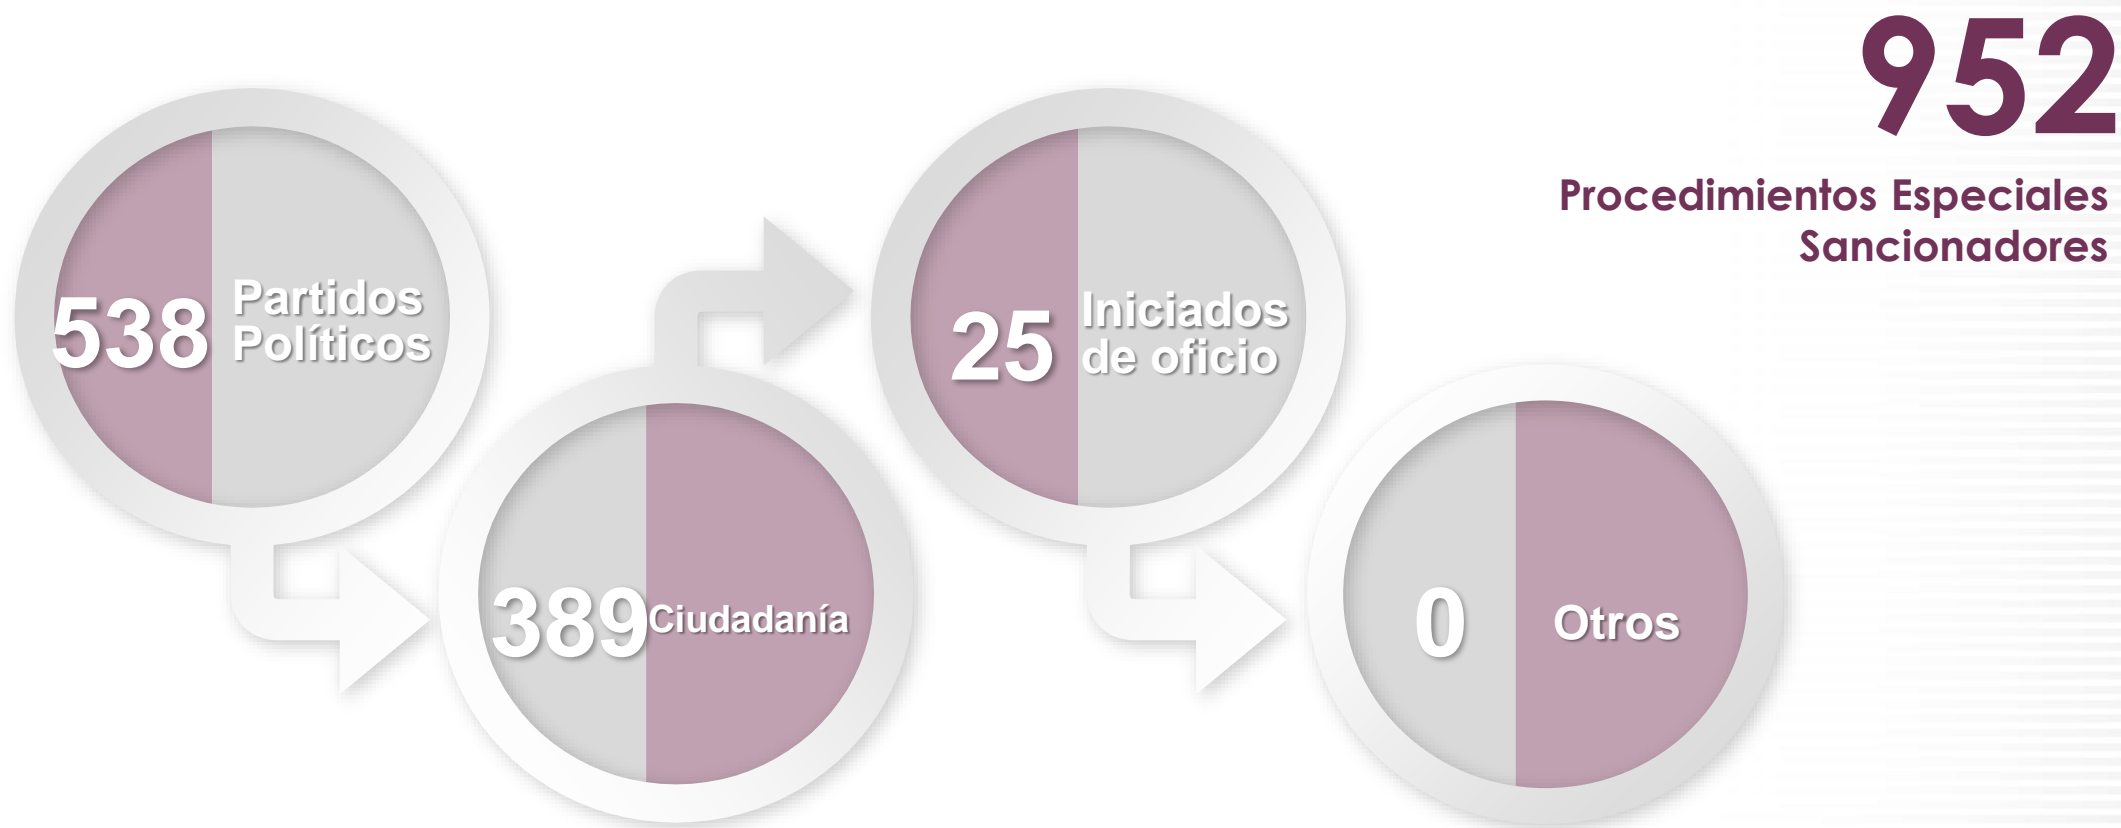 952
Procedimientos Especiales
Sancionadores
538
Partidos
Políticos
389
Ciudadanía
25
Iniciados
de oficio
0
Otros